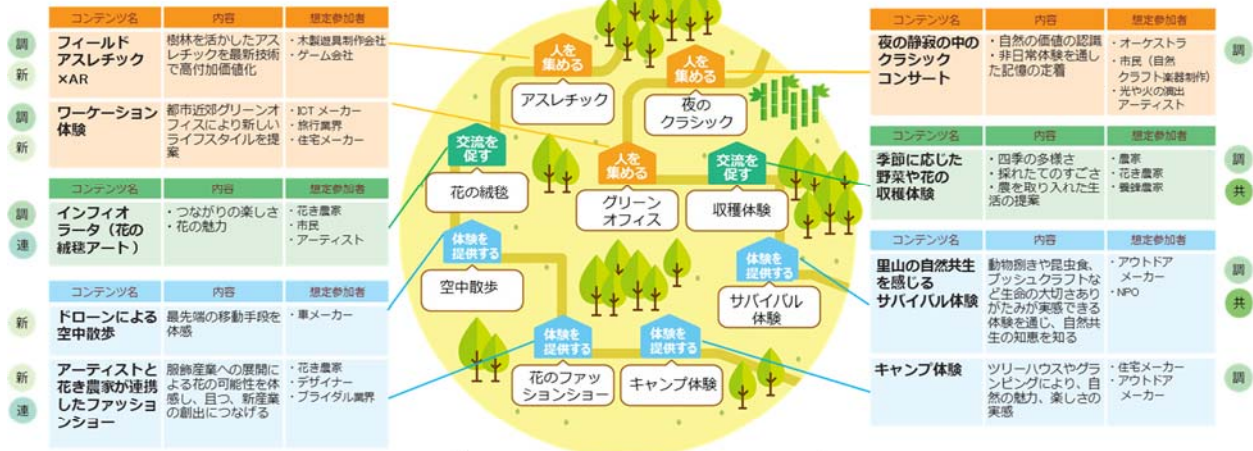 コンテンツ名 内容 想定参加者
調
新
フィールド
アスレチック
×AR
樹林を活かしたアス
レチックを最新技術
で高付加価値化
・木製遊具制作会社
・ゲーム会社
調
新
ワーケーション
体験
都市近郊グリーンオ
フィスにより新しい
ライフスタイルを提
案
・IOT メーカー
・旅行業界
・住宅メーカー
コンテンツ名 内容 想定参加者
調
連
インフィオ
ラータ（花の
絨毯アート）
・つながりの楽しさ
・花の魅力
・花き農家
・市民
・アーティスト
コンテンツ名 内容 想定参加者
新
ドローンによる
空中散歩
最先端の移動手段を
体感
・車メーカー
新
連
アーティストと
花き農家が連携
したファッショ
ンショー
服飾産業への展開に
よる花の可能性を体
感し、且つ、新産業
の創出につなげる
・花き農家
・デザイナー
・ブライダル業界
人を
集める
アスレチック
人を
集める
夜の
クラシック
交流を
促す
花の絨毯
人を
集める
グリーン
オフィス
交流を
促す
収穫体験
体験を
提供する
空中散歩
体験を
提供する
サバイバル
体験
体験を
提供する
花のファッ
ションショー
体験を
提供する
キャンプ体験
コンテンツ名 内容 想定参加者
夜の静寂の中の
クラシック
コンサート
・自然の価値の認識
・非日常体験を通し
た記憶の定着
・オーケストラ
・市民（自然
クラフト楽器制作）
・光や火の演出
アーティスト
調
コンテンツ名 内容 想定参加者
季節に応じた
野菜や花の
収穫体験
・四季の多様さ
・採れたてのすごさ
・農を取り入れた生
活の提案
・農家
・花き農家
・養蜂農家
調
共
コンテンツ名 内容 想定参加者
里山の自然共生
を感じる
サバイバル体験
動物捌きや昆虫食、
ブッシュクラフトな
ど生命の大切さあり
がたみが実感できる
体験を通じ、自然共
生の知恵を知る
・アウトドア
メーカー
・NPO
調
共
キャンプ体験
ツリーハウスやグラ
ンピングにより、自
然の魅力、楽しさの
実感
・住宅メーカー
・アウトドア
メーカー
調